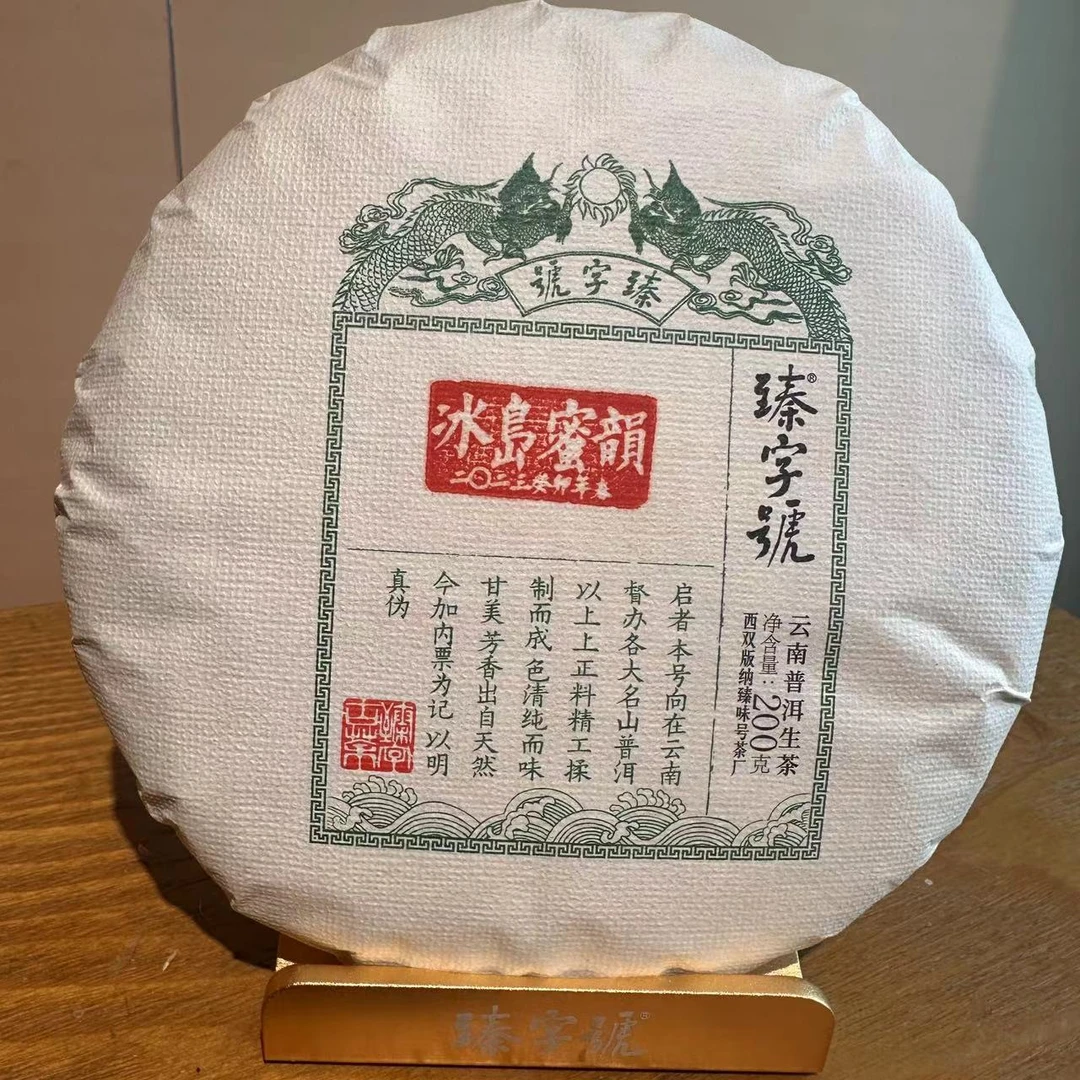 臻字號
冰島蜜韻
二〇二三癸卯年春
臻字號®
云南普洱生茶
净含量：200克
西双版纳臻味号茶厂
启者本号向在云南
督办各大名山普洱
以上上正料精工揉
制而成色清纯而味
甘美芳香出自天然
今加内票为记以明
真伪
臻字號®